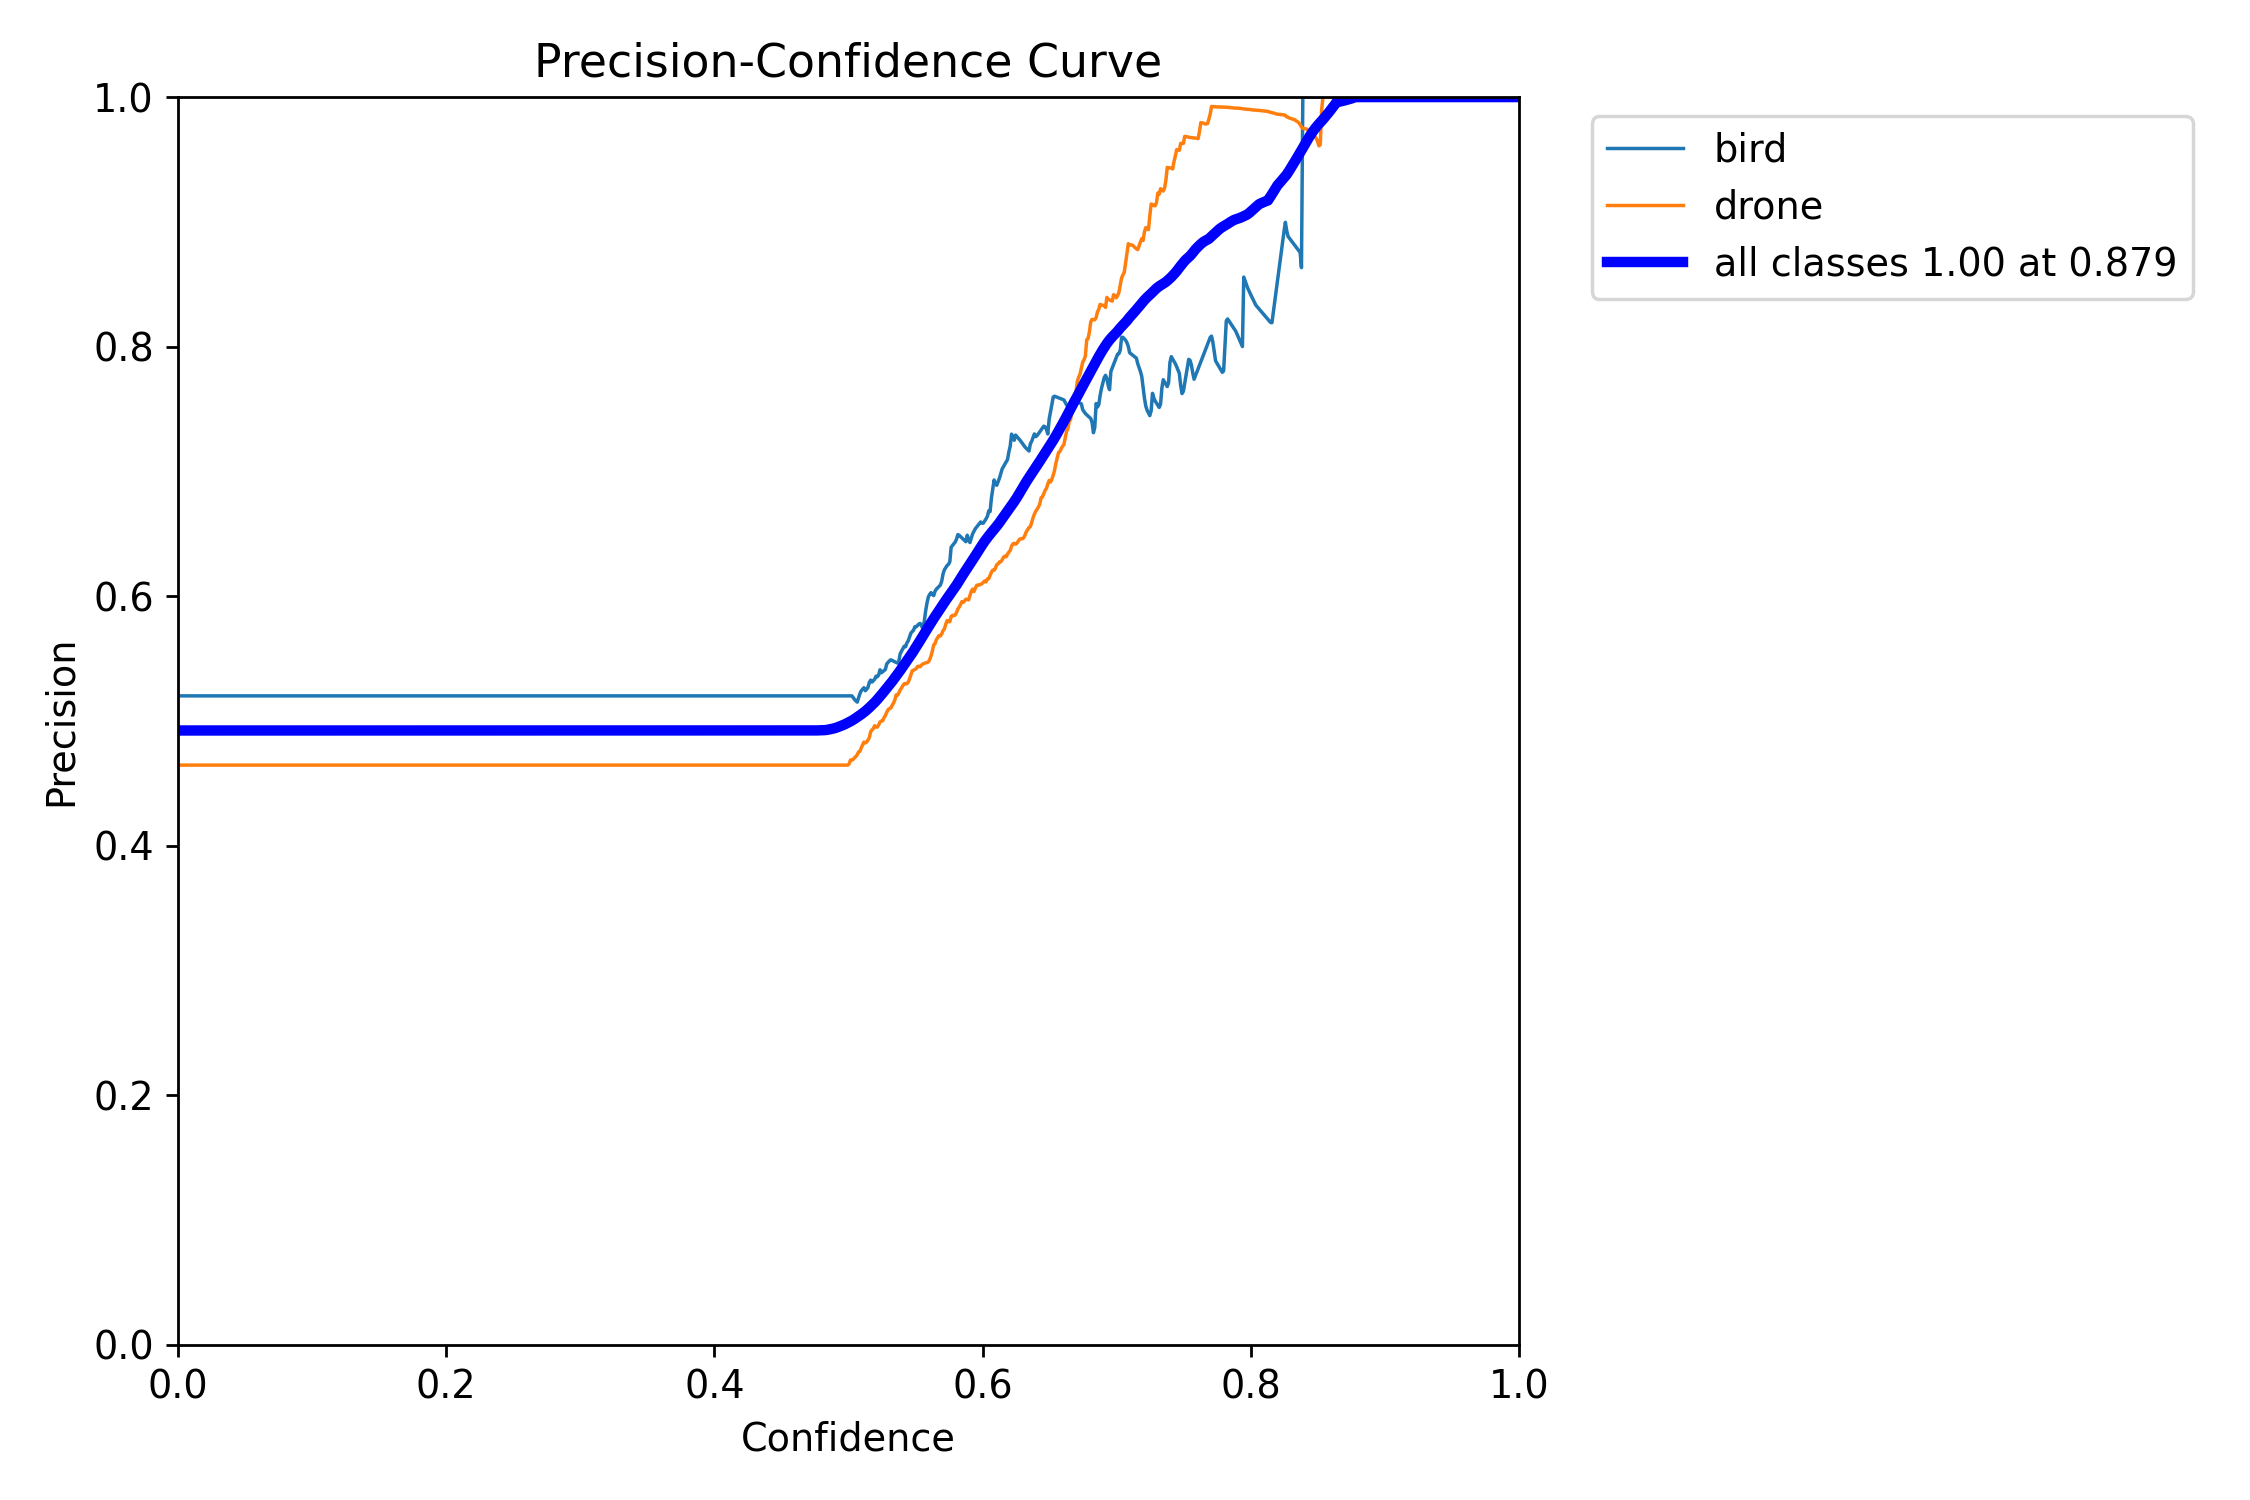 Precision-Confidence Curve
1.0
0.8
0.6
0.4
0.2
0.0
Precision
0.0 0.2 0.4 0.6 0.8 1.0
Confidence
bird
drone
all classes 1.00 at 0.879